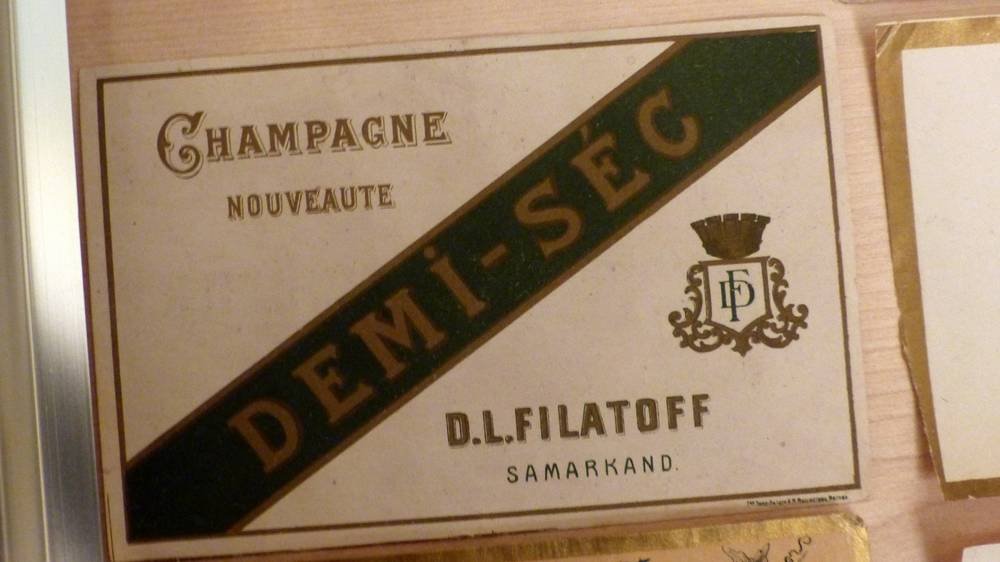 CHAMPAGNE
NOUVEAUTE
DEMI-SÉC
DF
D.L.FILATOFF
SAMARKAND.